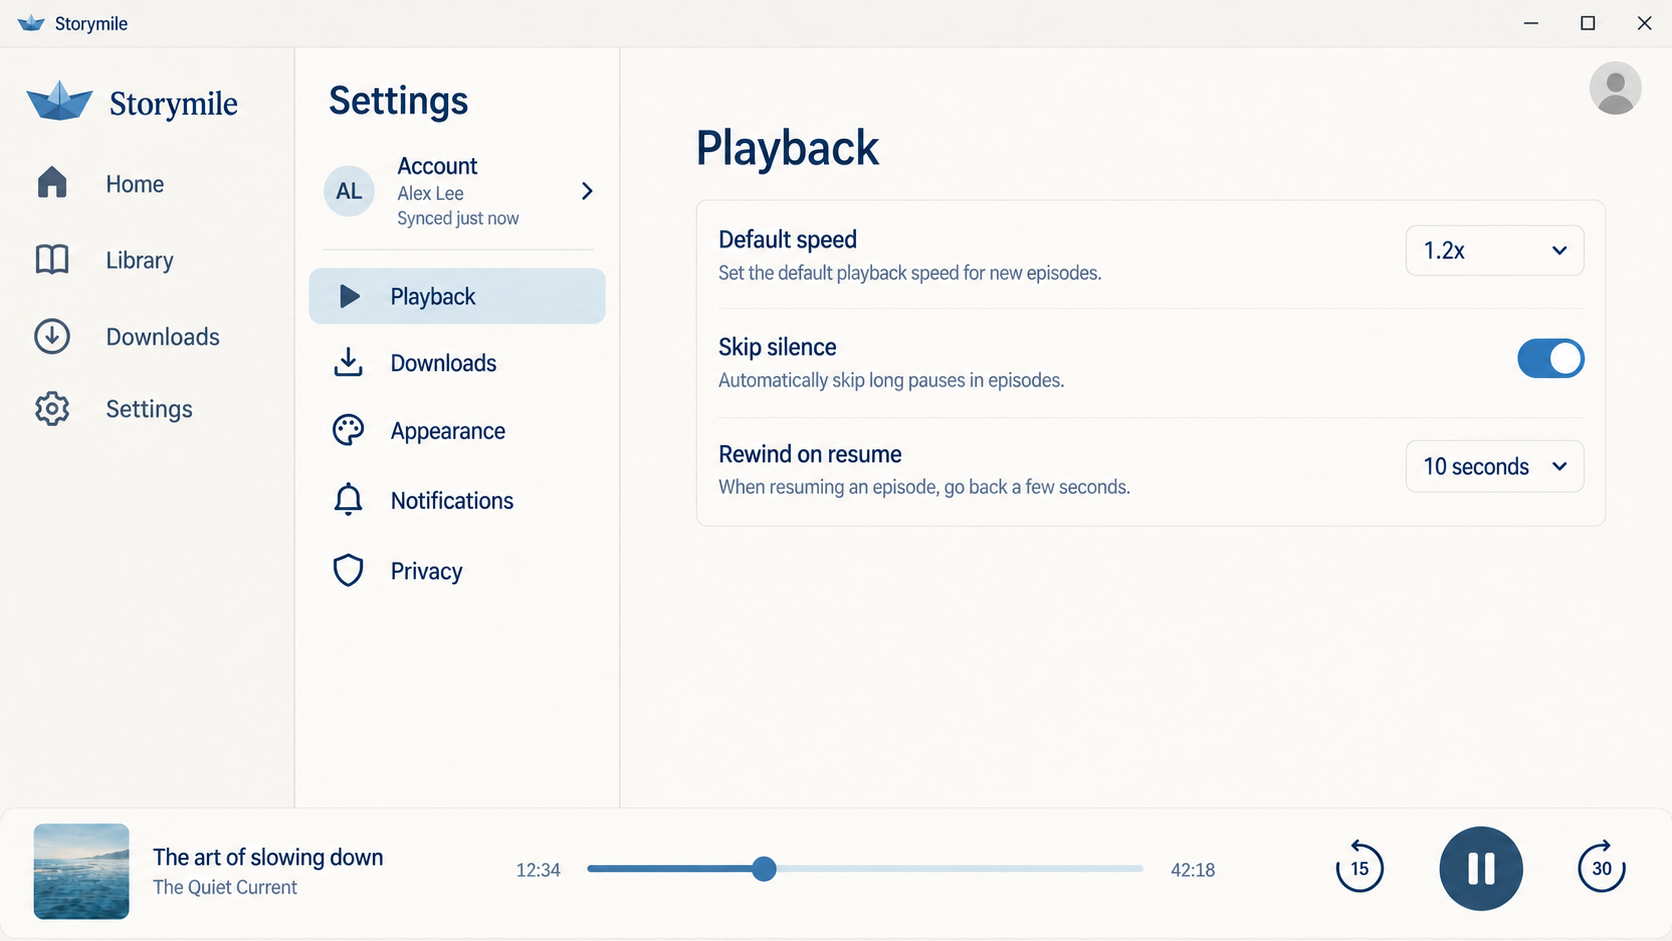 Storymile
Storymile
Home
Library
Downloads
Settings
Settings
AL
Account
Alex Lee
Synced just now
Playback
Downloads
Appearance
Notifications
Privacy
Playback
Default speed
Set the default playback speed for new episodes.
1.2x
Skip silence
Automatically skip long pauses in episodes.
Rewind on resume
When resuming an episode, go back a few seconds.
10 seconds
The art of slowing down
The Quiet Current
12:34
42:18
15
30